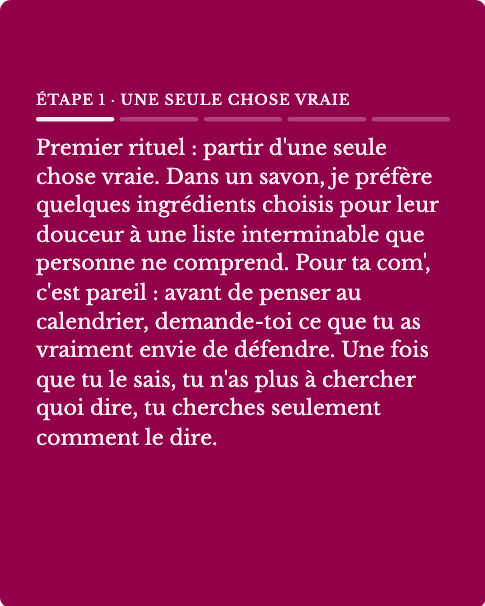 ÉTAPE 1 · UNE SEULE CHOSE VRAIE
Premier rituel : partir d'une seule
chose vraie. Dans un savon, je préfère
quelques ingrédients choisis pour leur
douceur à une liste interminable que
personne ne comprend. Pour ta com',
c'est pareil : avant de penser au
calendrier, demande-toi ce que tu as
vraiment envie de défendre. Une fois
que tu le sais, tu n'as plus à chercher
quoi dire, tu cherches seulement
comment le dire.